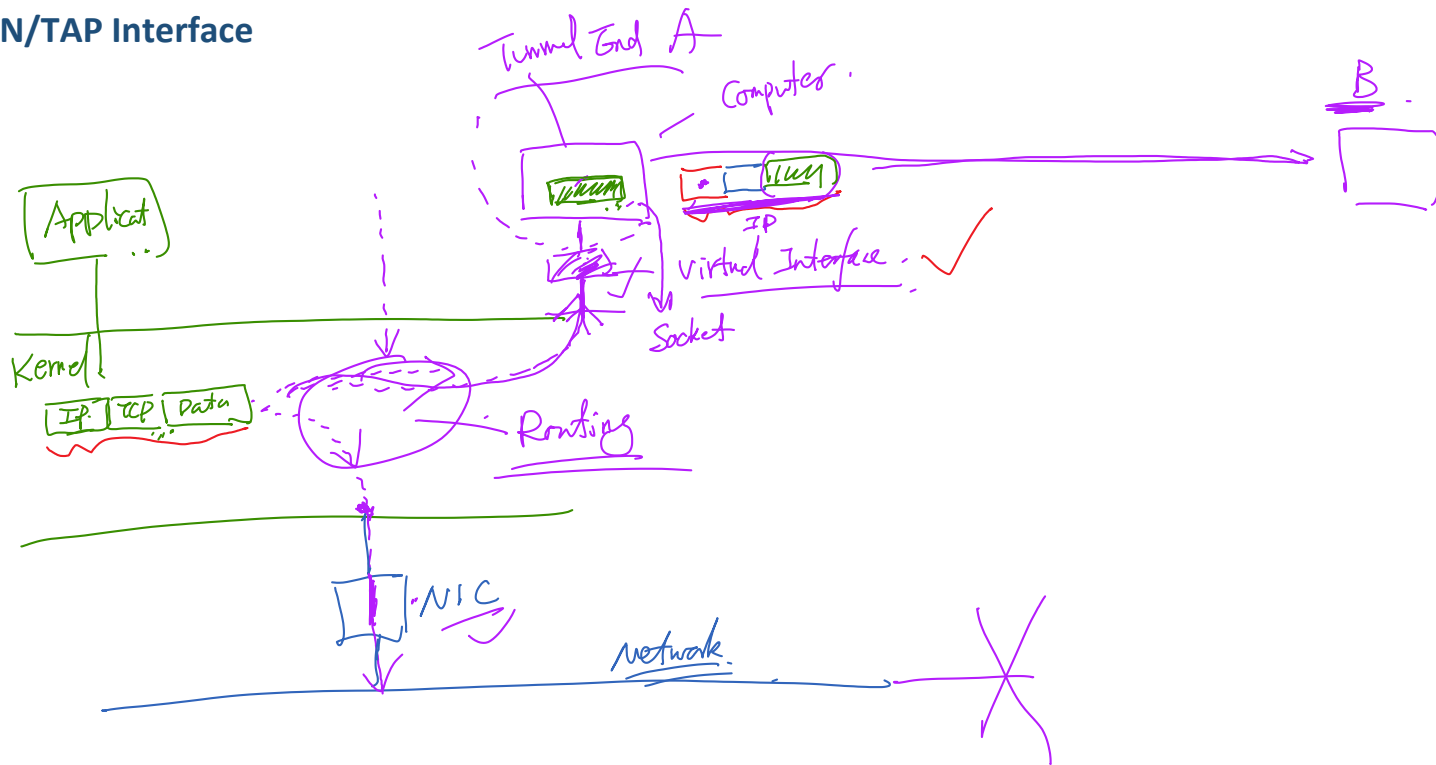 N/TAP Interface
Tunnel End A
Computer.
B.
Applicat
IP
Virtual Interface.
Socket
Kernel
IP TCP Data
Routing
NIC
Network.